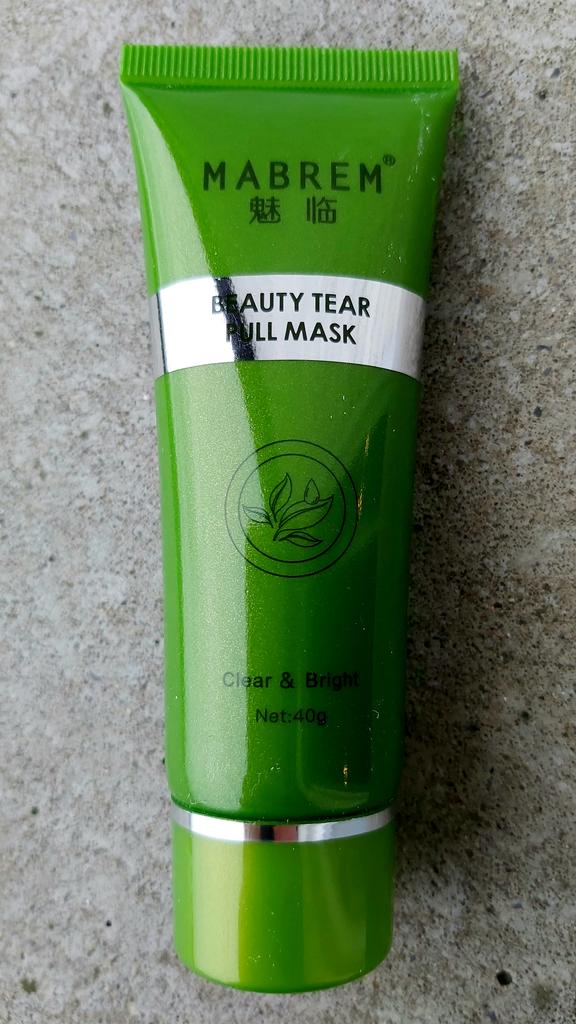 MABREM®
魅临
BEAUTY TEAR
PULL MASK
Clear & Bright
Net:40g